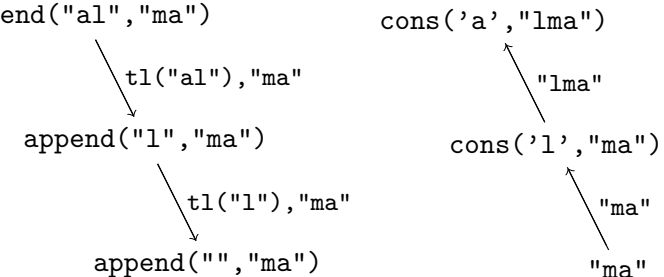 end("al","ma")
cons('a',"lma")
tl("al"),"ma"
"lma"
append("l","ma")
cons('l',"ma")
tl("l"),"ma"
"ma"
append("","ma")
"ma"